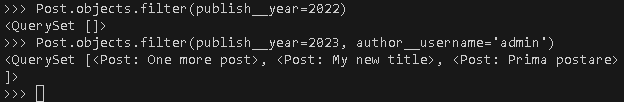 >>> Post.objects.filter(publish__year=2022)
<QuerySet []>
>>> Post.objects.filter(publish__year=2023, author__username='admin')
<QuerySet [<Post: One more post>, <Post: My new title>, <Post: Prima postare>
]>
>>>